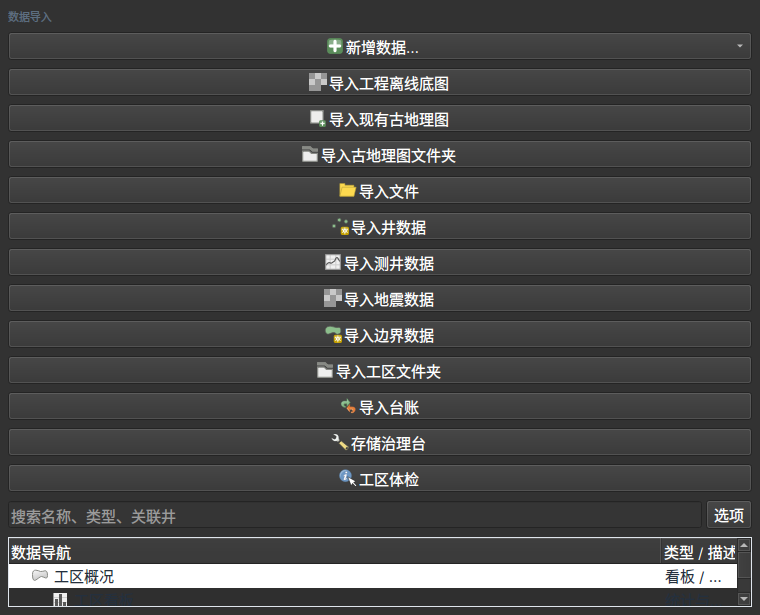 数据导入
新增数据...
导入工程离线底图
导入现有古地理图
导入古地理图文件夹
导入文件
导入井数据
导入测井数据
导入地震数据
导入边界数据
导入工区文件夹
导入台账
存储治理台
工区体检
搜索名称、类型、关联井 选项
数据导航 类型 / 描述
工区概况 看板 / ...